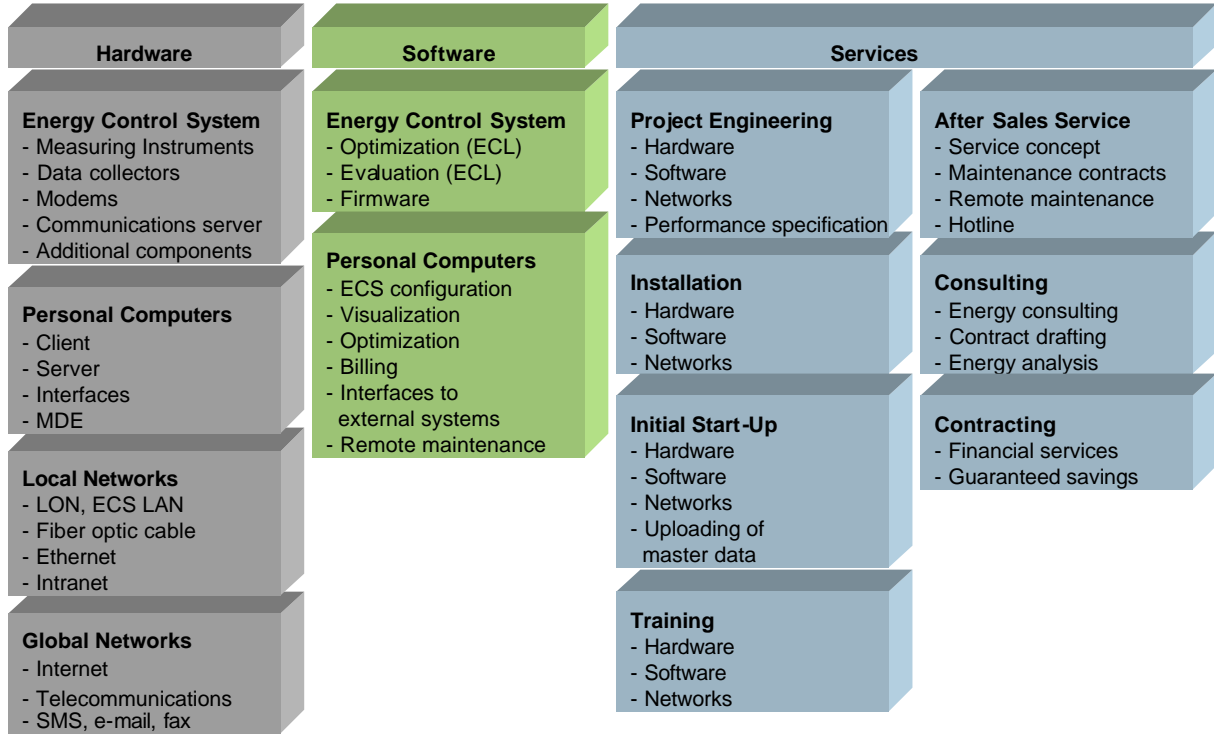 Hardware
Energy Control System
- Measuring Instruments
- Data collectors
- Modems
- Communications server
- Additional components
Personal Computers
- Client
- Server
- Interfaces
- MDE
Local Networks
- LON, ECS LAN
- Fiber optic cable
- Ethernet
- Intranet
Global Networks
- Internet
- Telecommunications
- SMS, e-mail, fax
Software
Energy Control System
- Optimization (ECL)
- Evaluation (ECL)
- Firmware
Personal Computers
- ECS configuration
- Visualization
- Optimization
- Billing
- Interfaces to
external systems
- Remote maintenance
Services
Project Engineering
- Hardware
- Software
- Networks
- Performance specification
Installation
- Hardware
- Software
- Networks
Initial Start-Up
- Hardware
- Software
- Networks
- Uploading of
master data
Training
- Hardware
- Software
- Networks
After Sales Service
- Service concept
- Maintenance contracts
- Remote maintenance
- Hotline
Consulting
- Energy consulting
- Contract drafting
- Energy analysis
Contracting
- Financial services
- Guaranteed savings